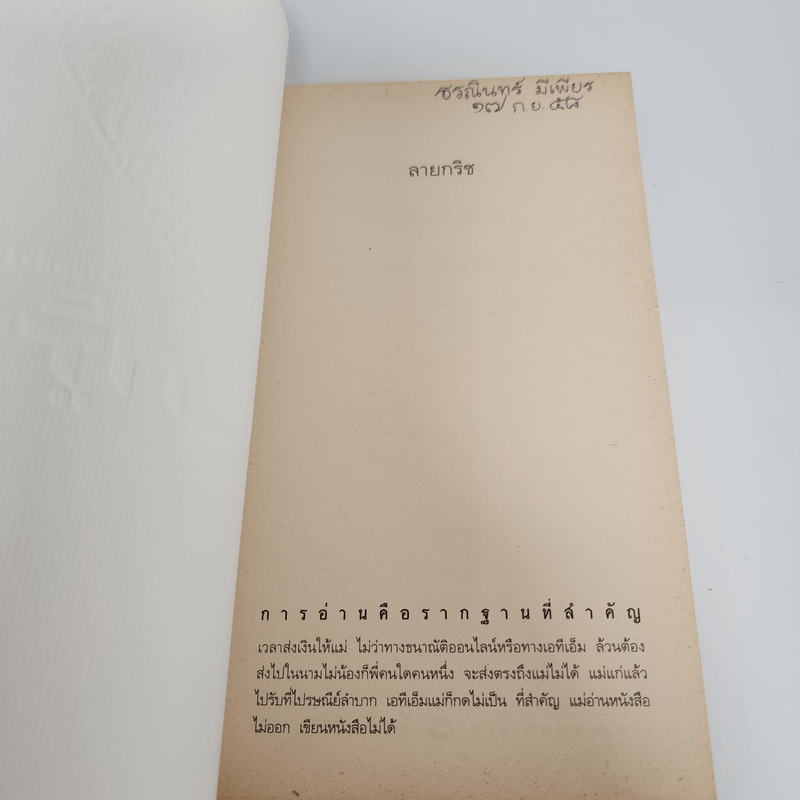 ธรณินทร์ มีเพียร
๑๗ ก.ย. ๕๘
ลายกริช
การอ่านคือรากฐานที่สำคัญ
เวลาส่งเงินให้แม่ ไม่ว่าทางธนาณัติออนไลน์หรือทางเอทีเอ็ม ล้วนต้อง
ส่งไปในนามไม่น้องก็พี่คนใดคนหนึ่ง จะส่งตรงถึงแม่ไม่ได้ แม่แก่แล้ว
ไปรับที่ไปรษณีย์ลำบาก เอทีเอ็มแม่ก็กดไม่เป็น ที่สำคัญ แม่อ่านหนังสือ
ไม่ออก เขียนหนังสือไม่ได้